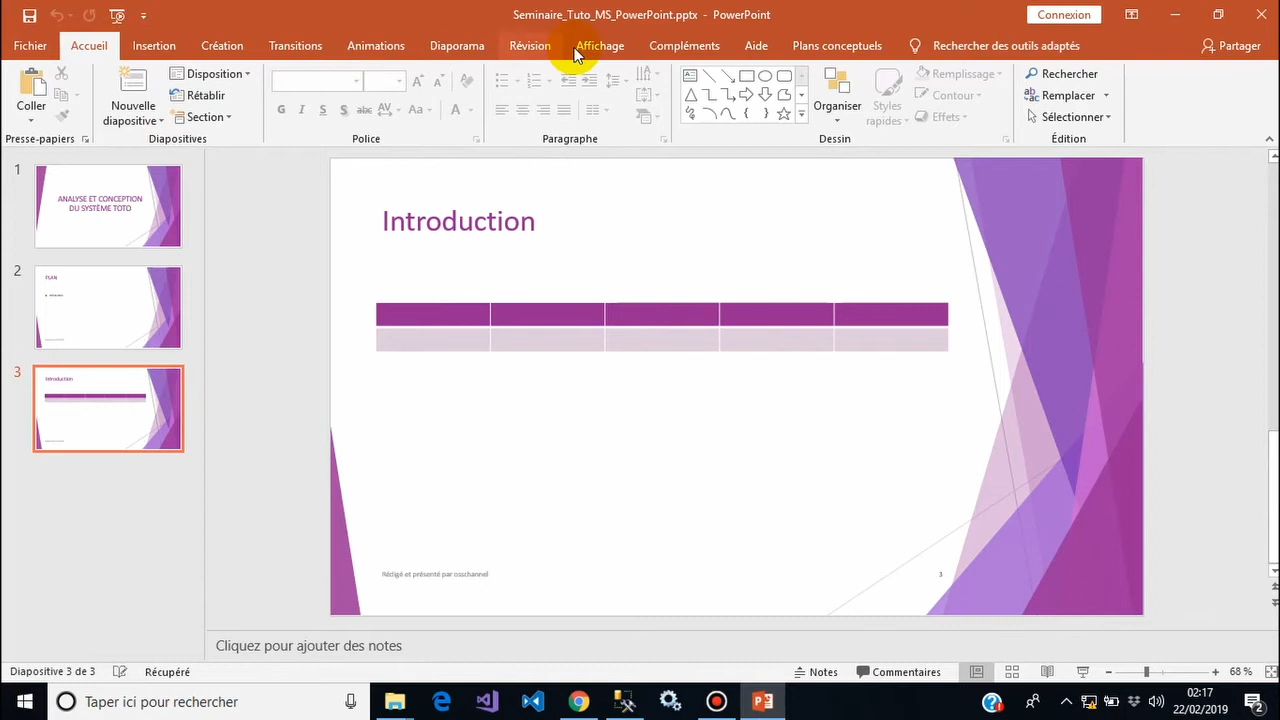 Seminaire_Tuto_MS_PowerPoint.pptx - PowerPoint
Connexion
Fichier Accueil Insertion Création Transitions Animations Diaporama Révision Affichage Compléments Aide Plans conceptuels Rechercher des outils adaptés Partager
Coller
Nouvelle diapositive
Disposition
Rétablir
Section
Organiser
Styles rapides
Remplissage
Contour
Effets
Rechercher
Remplacer
Sélectionner
Presse-papiers Diapositives Police Paragraphe Dessin Édition
1
ANALYSE ET CONCEPTION
DU SYSTÈME TOTO
2
PLAN
3
Introduction
Introduction
Rédigé et présenté par osschannel
3
Cliquez pour ajouter des notes
Diapositive 3 de 3 Récupéré Notes Commentaires 68 %
Taper ici pour rechercher
02:17
22/02/2019
2